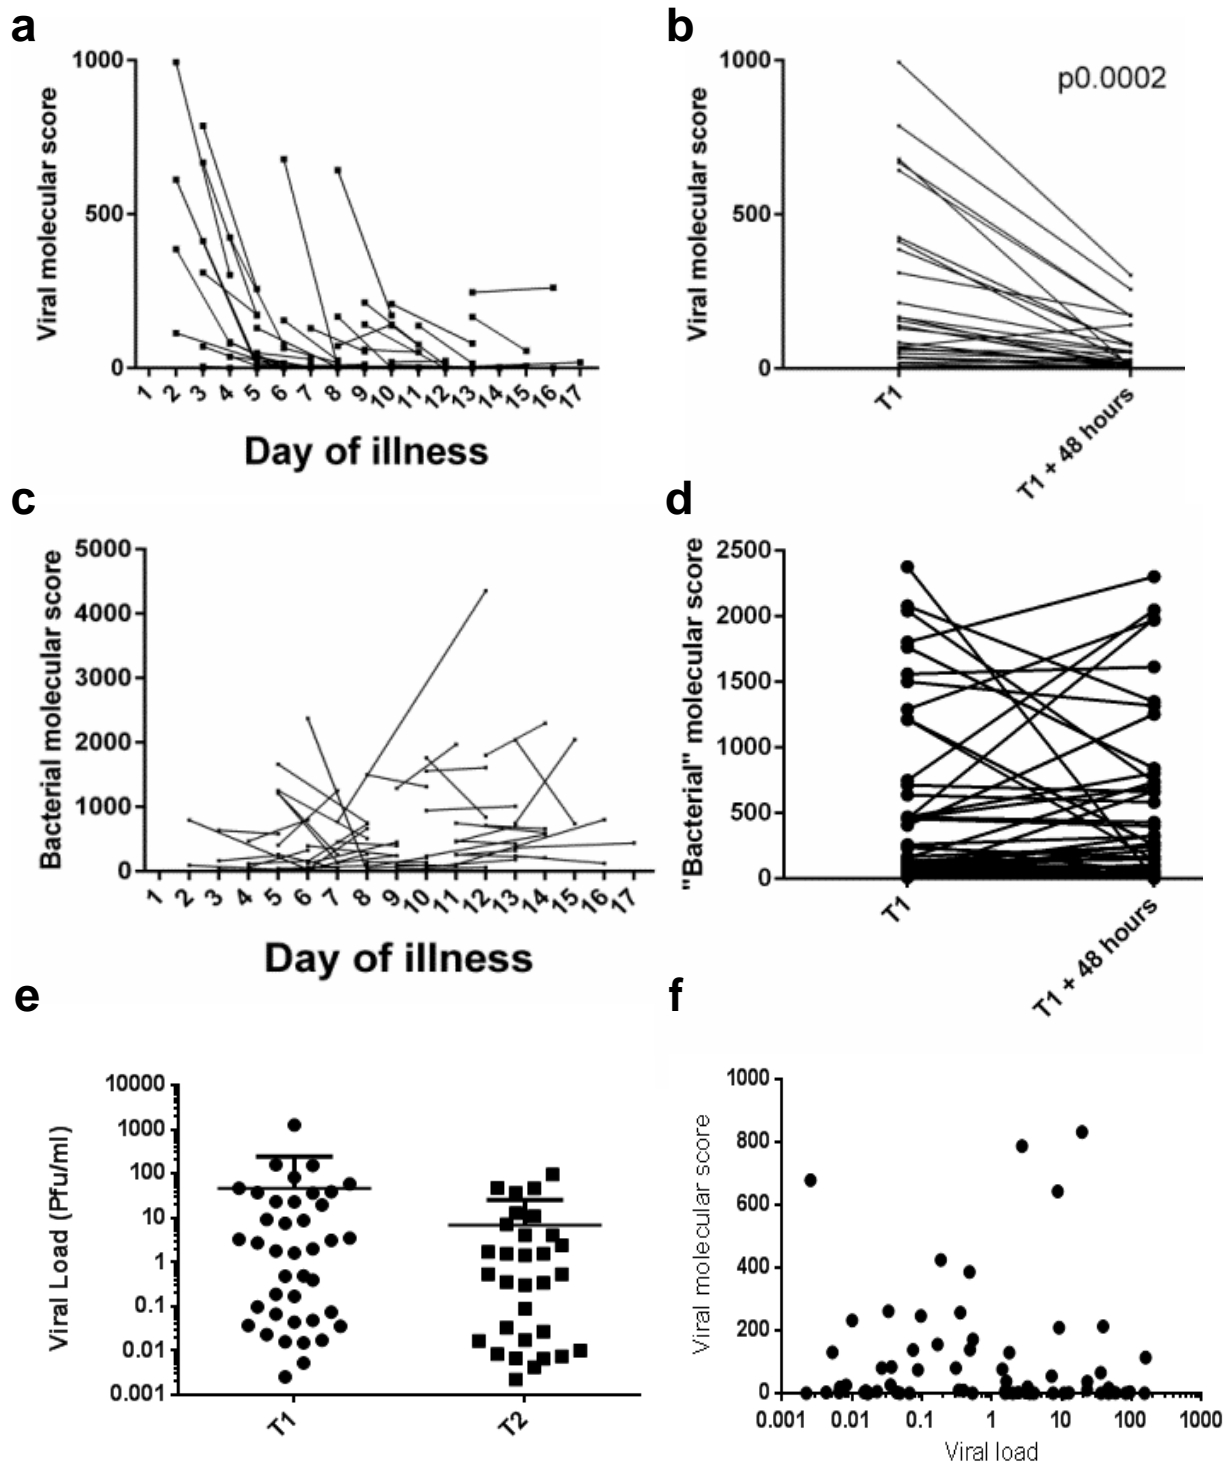 a
Viral molecular score
1000
500
0
1 2 3 4 5 6 7 8 9 10 11 12 13 14 15 16 17
Day of illness
b
Viral molecular score
1000
500
0
p0.0002
T1
T1 + 48 hours
c
Bacterial molecular score
5000
4000
3000
2000
1000
0
1 2 3 4 5 6 7 8 9 10 11 12 13 14 15 16 17
Day of illness
d
"Bacterial" molecular score
2500
2000
1500
1000
500
0
T1
T1 + 48 hours
e
Viral Load (Pfu/ml)
10000
1000
100
10
1
0.1
0.01
0.001
T1
T2
f
Viral molecular score
1000
800
600
400
200
0
0.001 0.01 0.1 1 10 100 1000
Viral load